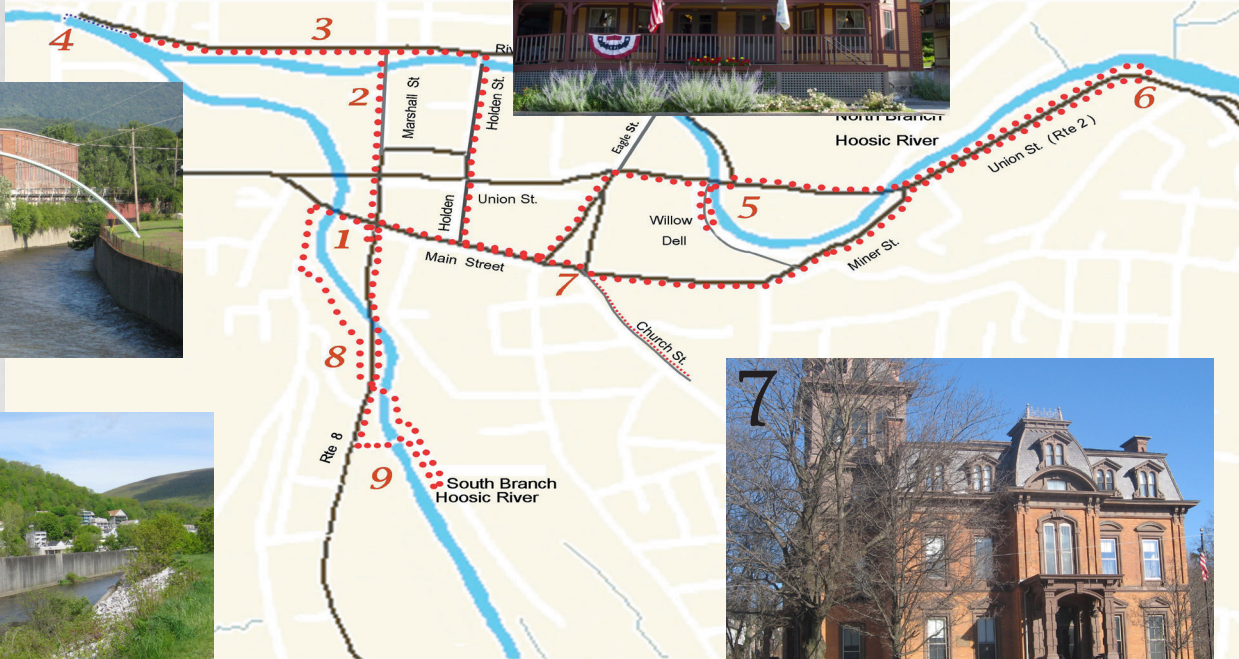 3
4
Riv
2
Marshall St
Holden St.
Eagle St.
North Branch
Hoosic River
6
Union St. (Rte 2 )
Union St.
Holden
5
Willow
Dell
1
Main Street
Miner St.
7
Church St.
8
7
Rte 8
9
South Branch
Hoosic River